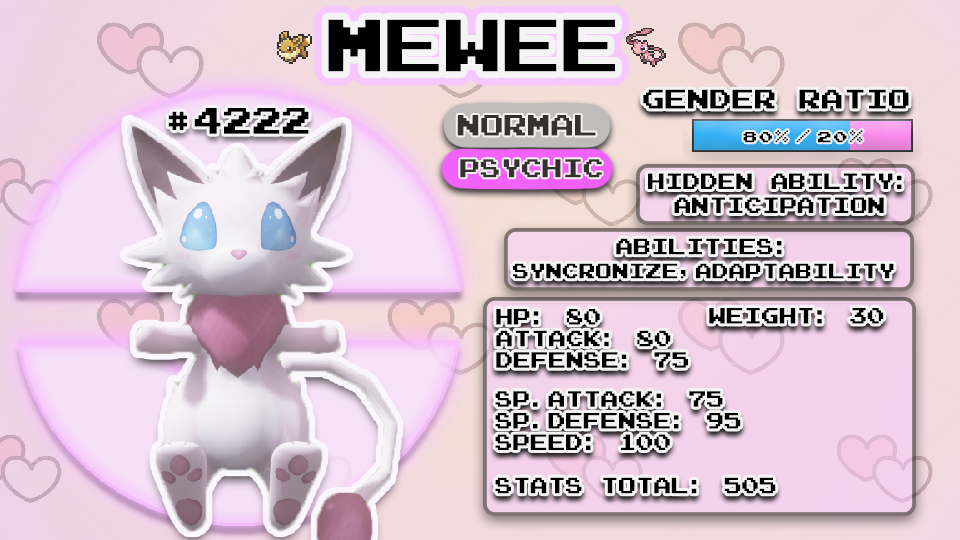 MEWEE
#4222
NORMAL
PSYCHIC
GENDER RATIO
80% / 20%
HIDDEN ABILITY:
ANTICIPATION
ABILITIES:
SYNCRONIZE, ADAPTABILITY
HP: 80 WEIGHT: 30
ATTACK: 80
DEFENSE: 75
SP. ATTACK: 75
SP. DEFENSE: 95
SPEED: 100
STATS TOTAL: 505